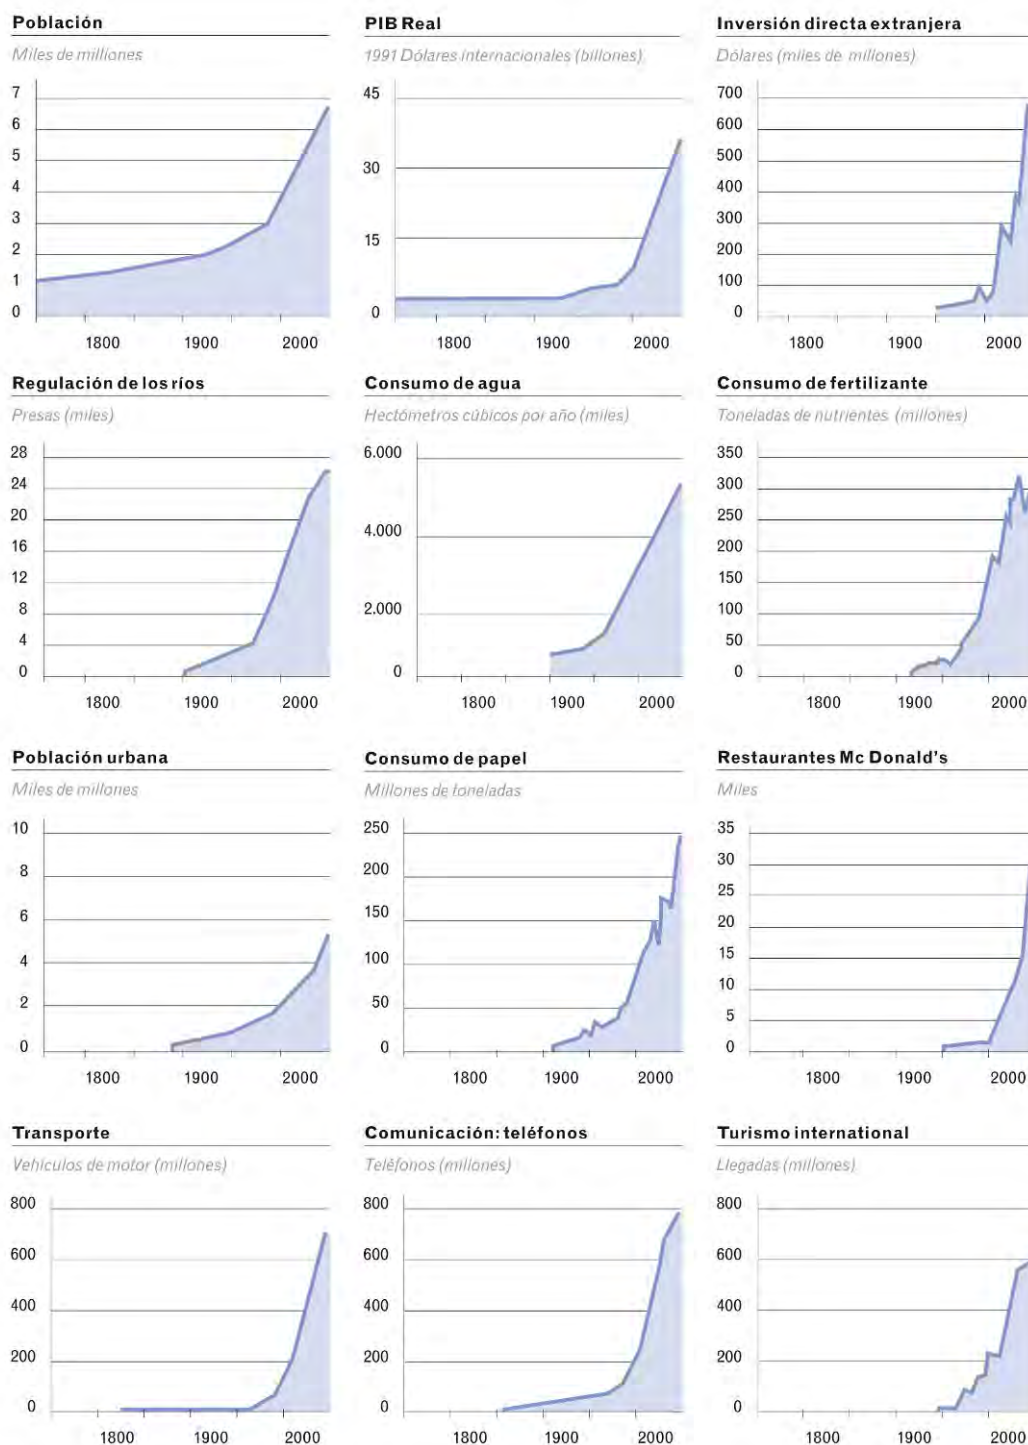 Población
Miles de millones
7
6
5
4
3
2
1
0
1800 1900 2000
PIB Real
1991 Dólares internacionales (billones)
45
30
15
0
1800 1900 2000
Inversión directa extranjera
Dólares (miles de millones)
700
600
500
400
300
200
100
0
1800 1900 2000
Regulación de los ríos
Presas (miles)
28
24
20
16
12
8
4
0
1800 1900 2000
Consumo de agua
Hectómetros cúbicos por año (miles)
6.000
4.000
2.000
0
1800 1900 2000
Consumo de fertilizante
Toneladas de nutrientes (millones)
350
300
250
200
150
100
50
0
1800 1900 2000
Población urbana
Miles de millones
10
8
6
4
2
0
1800 1900 2000
Consumo de papel
Millones de toneladas
250
200
150
100
50
0
1800 1900 2000
Restaurantes Mc Donald's
Miles
35
30
25
20
15
10
5
0
1800 1900 2000
Transporte
Vehículos de motor (millones)
800
600
400
200
0
1800 1900 2000
Comunicación: teléfonos
Teléfonos (millones)
800
600
400
200
0
1800 1900 2000
Turismo international
Llegadas (millones)
800
600
400
200
0
1800 1900 2000